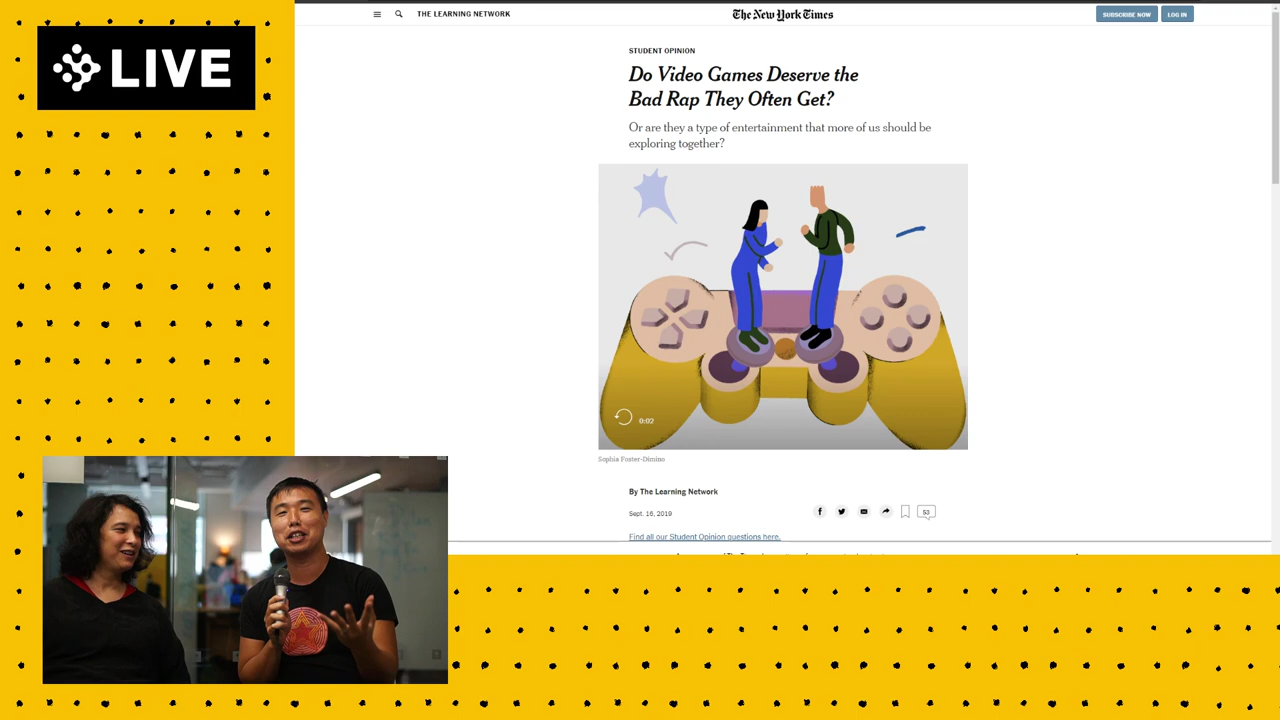 LIVE
THE LEARNING NETWORK
The New York Times
SUBSCRIBE NOW
LOG IN
STUDENT OPINION
Do Video Games Deserve the
Bad Rap They Often Get?
Or are they a type of entertainment that more of us should be
exploring together?
0:02
Sophia Foster-Dimino
By The Learning Network
Sept. 16, 2019
53
Find all our Student Opinion questions here.